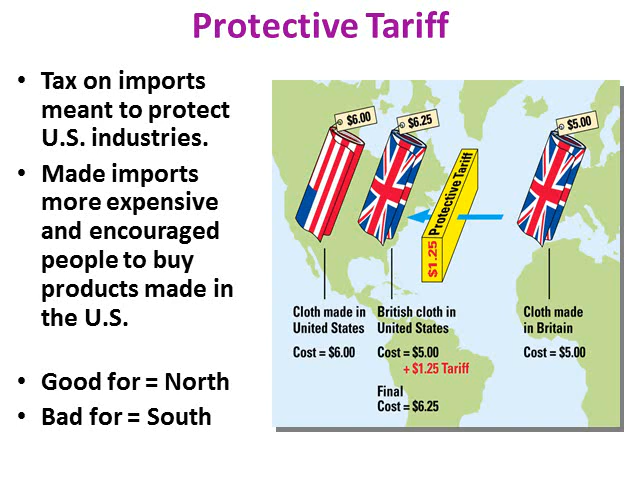 Protective Tariff
• Tax on imports
meant to protect
U.S. industries.
• Made imports
more expensive
and encouraged
people to buy
products made in
the U.S.
• Good for = North
• Bad for = South
$6.00
$6.25
$5.00
$1.25 Protective Tariff
Cloth made in
United States
Cost = $6.00
British cloth in
United States
Cost = $5.00
+ $1.25 Tariff
Final
Cost = $6.25
Cloth made
in Britain
Cost = $5.00